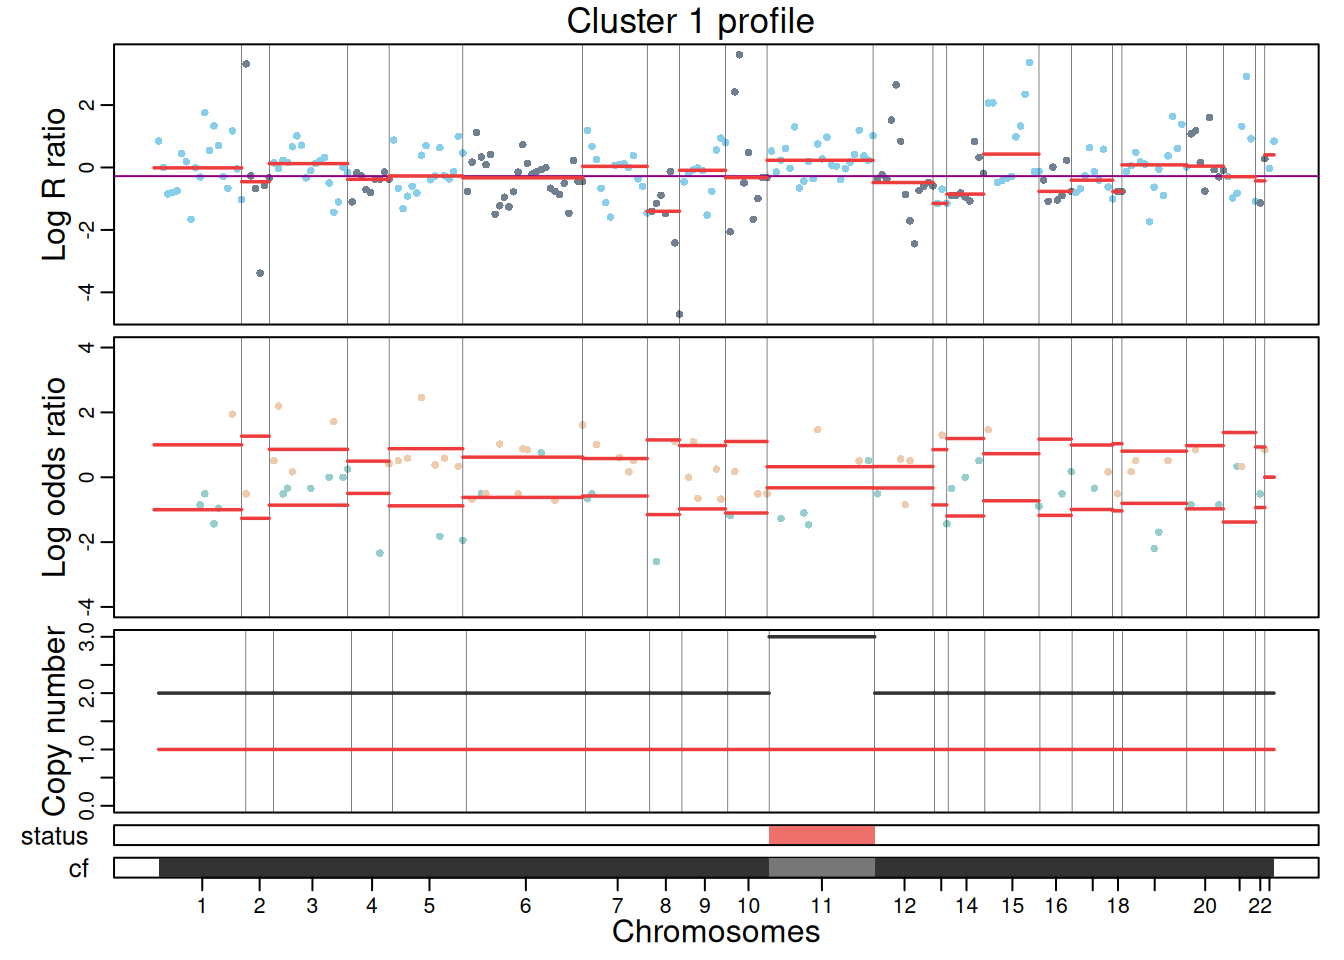 Cluster 1 profile
Log R ratio
2
0
-2
-4
Log odds ratio
4
2
0
-2
-4
Copy number
3.0
2.0
1.0
0.0
status
cf
1 2 3 4 5 6 7 8 9 10 11 12 14 15 16 18 20 22
Chromosomes